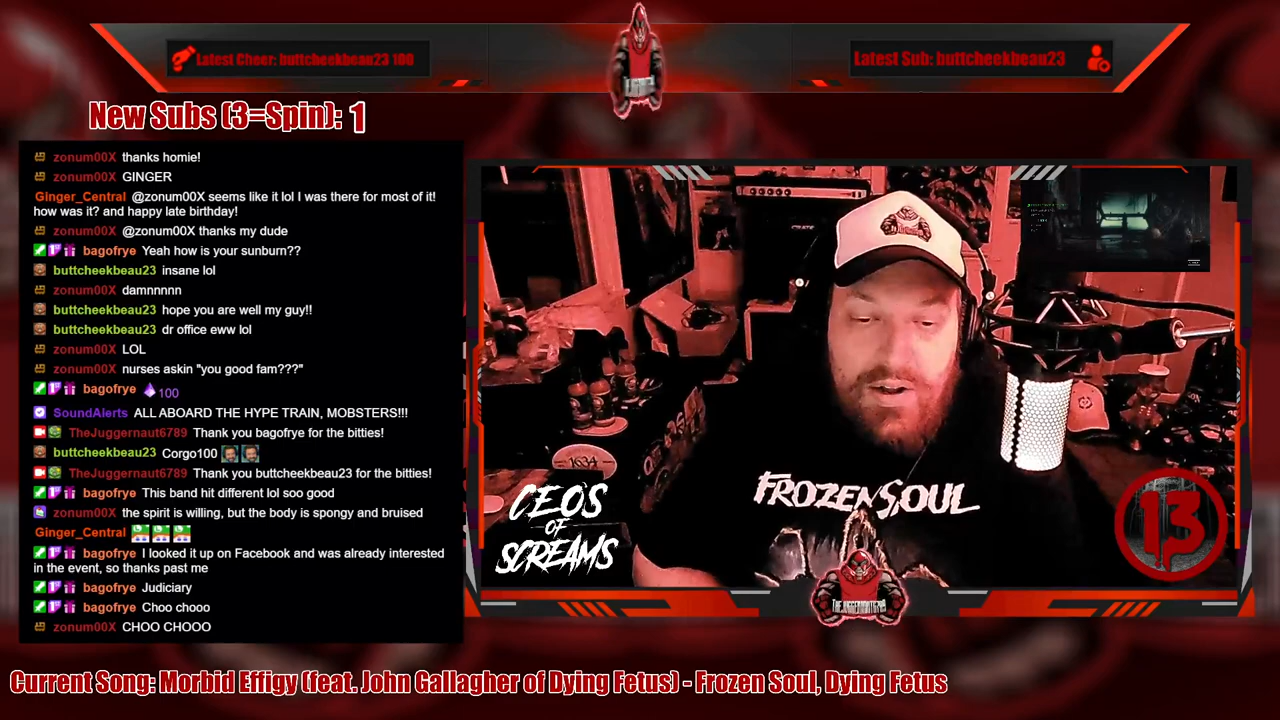 Latest Cheer: buttcheekbeau23 100
Latest Sub: buttcheekbeau23
New Subs (3=Spin): 1
zonum00X thanks homie!
zonum00X GINGER
Ginger_Central @zonum00X seems like it lol I was there for most of it!
how was it? and happy late birthday!
zonum00X @zonum00X thanks my dude
bagofrye Yeah how is your sunburn??
buttcheekbeau23 insane lol
zonum00X damnnnnn
buttcheekbeau23 hope you are well my guy!!
buttcheekbeau23 dr office eww lol
zonum00X LOL
zonum00X nurses askin "you good fam???"
bagofrye 100
SoundAlerts ALL ABOARD THE HYPE TRAIN, MOBSTERS!!!
TheJuggernaut6789 Thank you bagofrye for the bitties!
buttcheekbeau23 Corgo100
TheJuggernaut6789 Thank you buttcheekbeau23 for the bitties!
bagofrye This band hit different lol soo good
zonum00X the spirit is willing, but the body is spongy and bruised
Ginger_Central
bagofrye I looked it up on Facebook and was already interested
in the event, so thanks past me
bagofrye Judiciary
bagofrye Choo chooo
zonum00X CHOO CHOOO
1634
FROZEN SOUL
CEO'S
OF
SCREAMS
13
THEJUGGERNAUT6789
Current Song: Morbid Effigy (feat. John Gallagher of Dying Fetus) - Frozen Soul, Dying Fetus